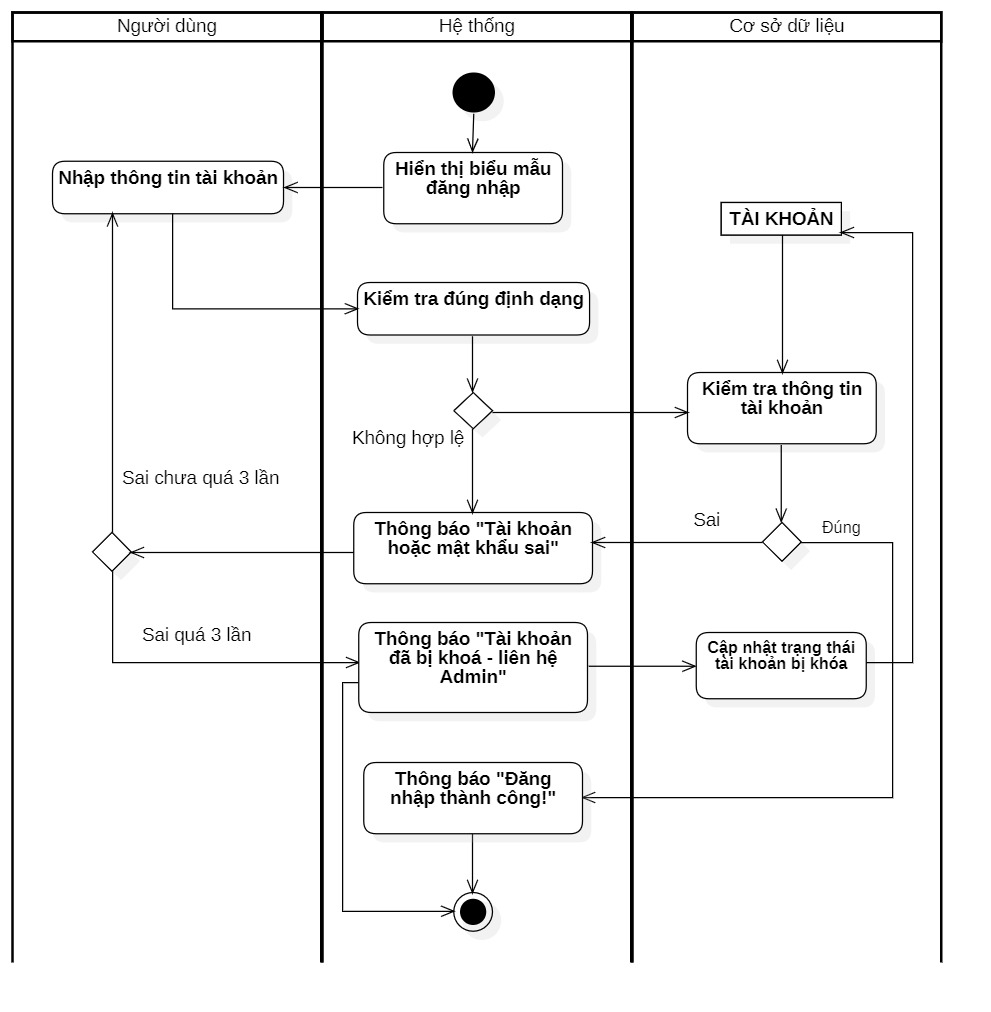 Người dùng
Hệ thống
Cơ sở dữ liệu
Hiển thị biểu mẫu
đăng nhập
Nhập thông tin tài khoản
TÀI KHOẢN
Kiểm tra đúng định dạng
Kiểm tra thông tin
tài khoản
Không hợp lệ
Sai chưa quá 3 lần
Thông báo "Tài khoản
hoặc mật khẩu sai"
Sai
Đúng
Sai quá 3 lần
Thông báo "Tài khoản
đã bị khoá - liên hệ
Admin"
Cập nhật trạng thái
tài khoản bị khóa
Thông báo "Đăng
nhập thành công!"